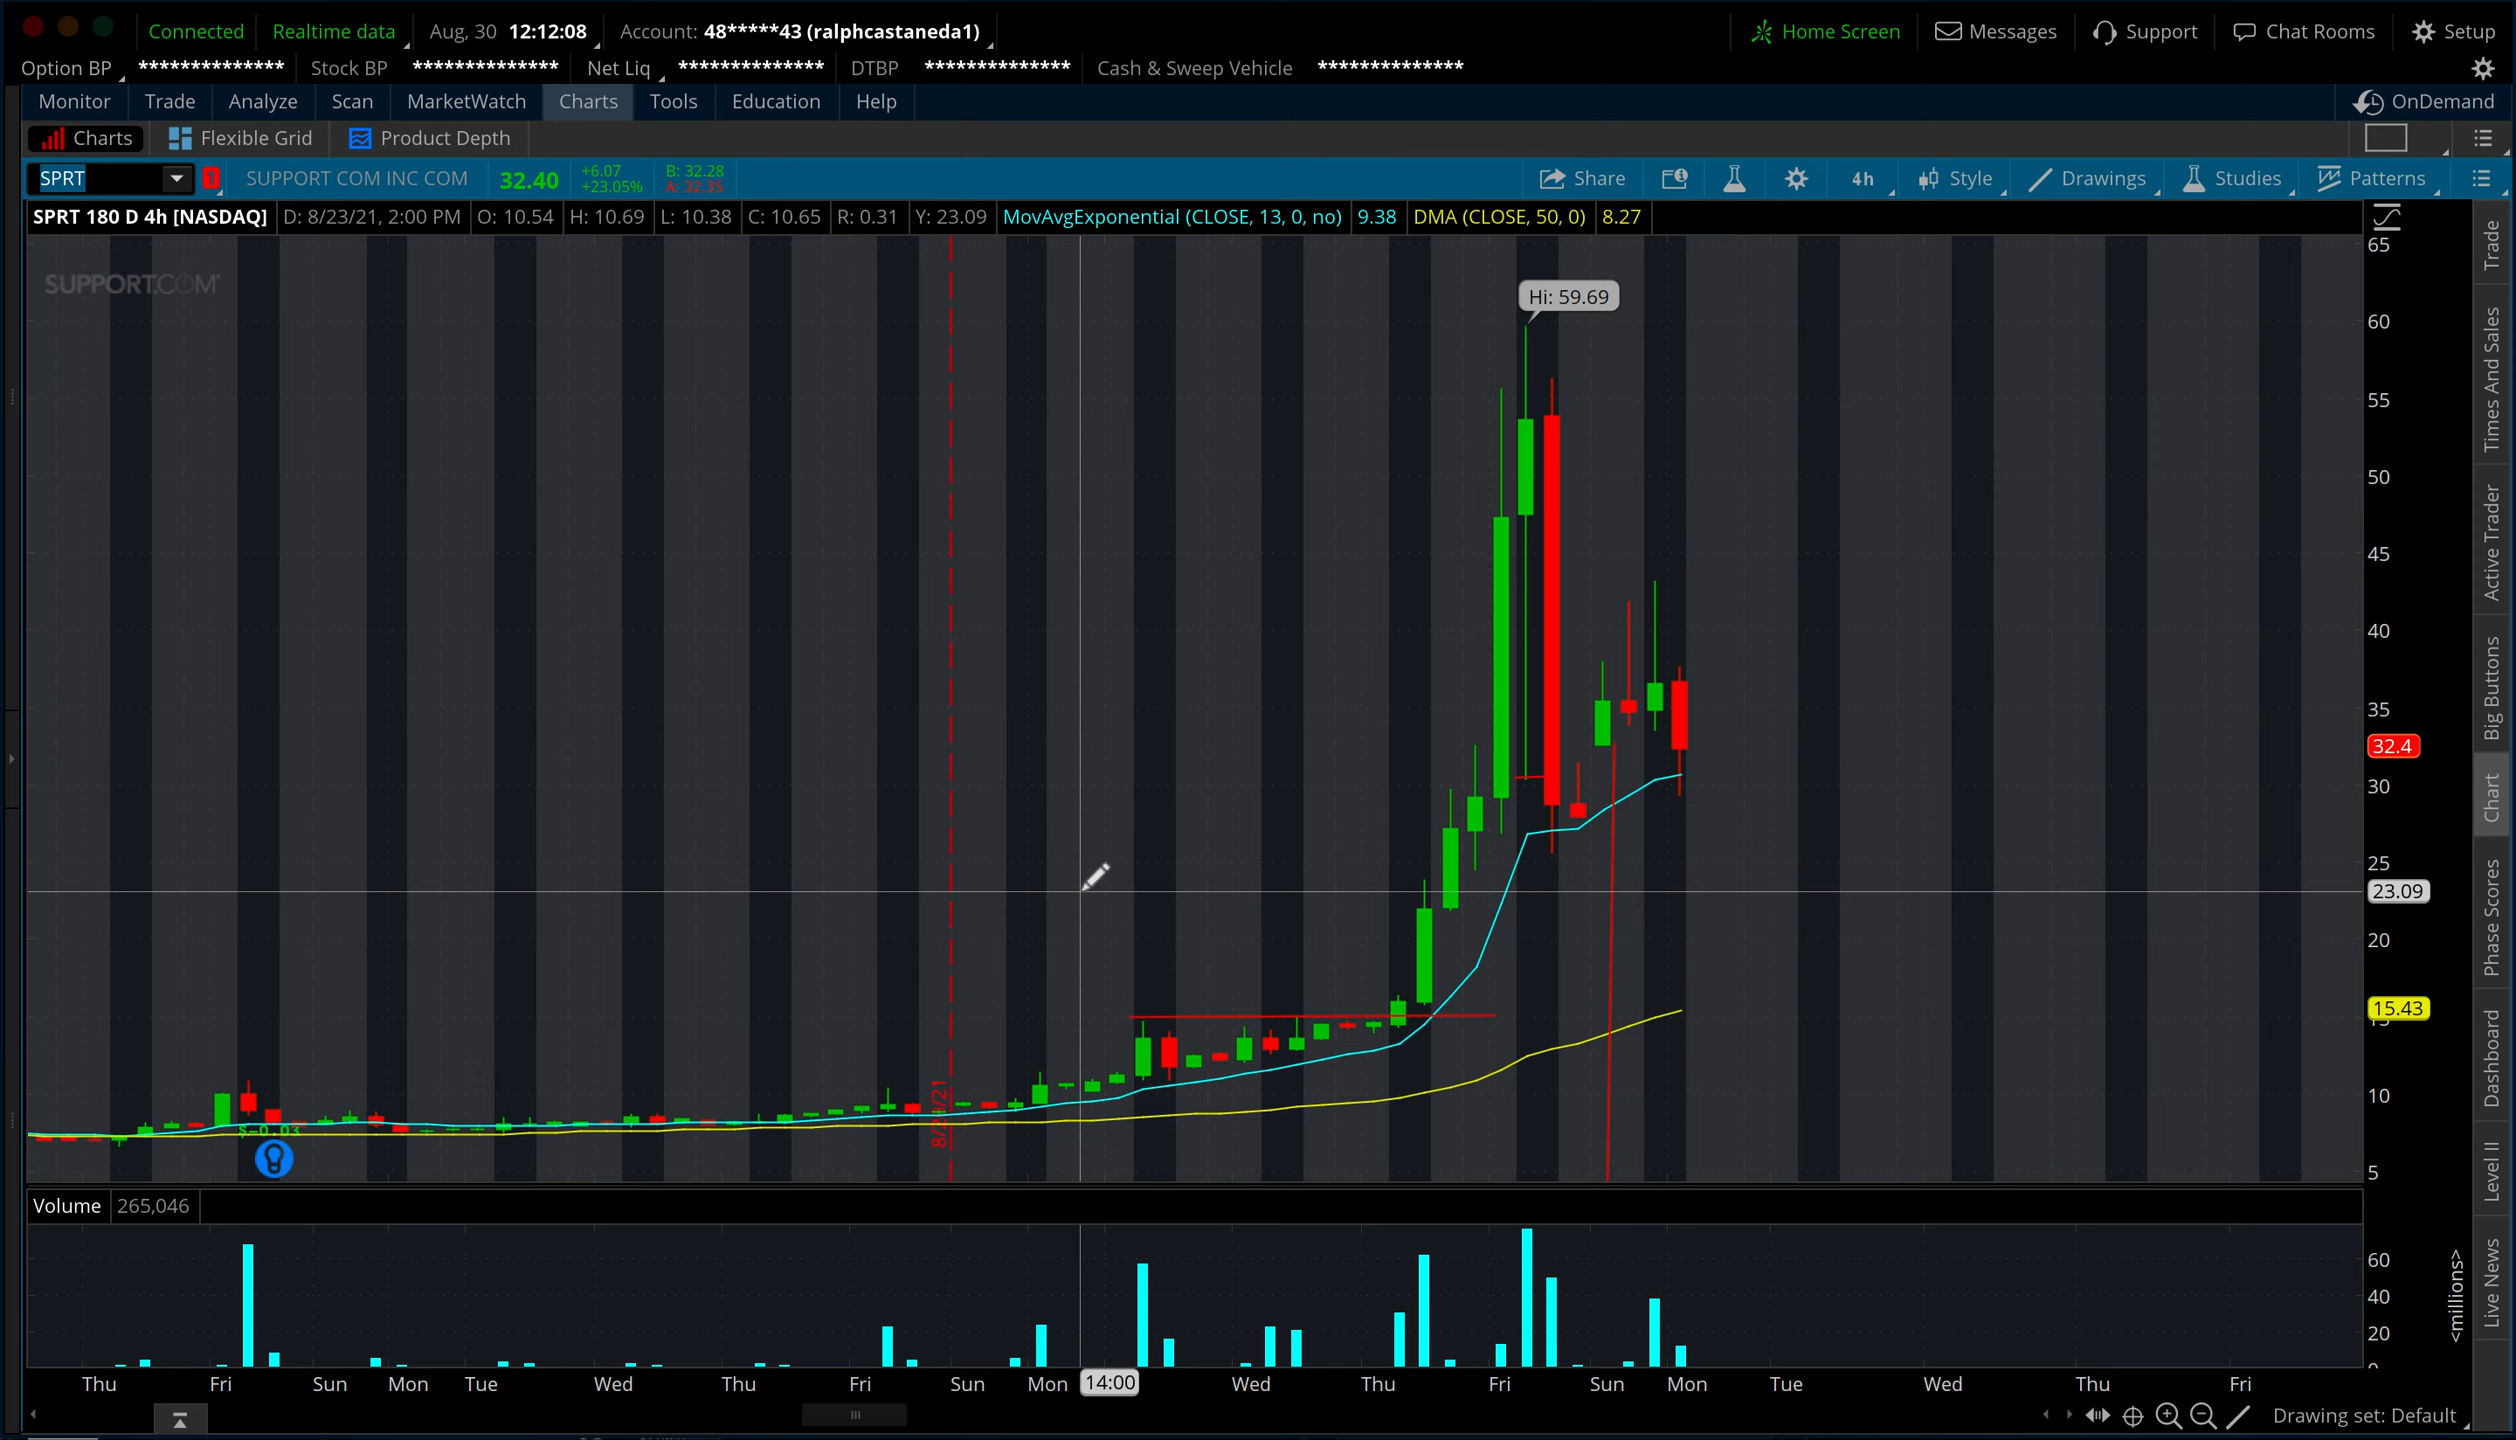 Connected Realtime data Aug, 30 12:12:08 Account: 48*****43 (ralphcastaneda1) Home Screen Messages Support Chat Rooms Setup
Option BP ************** Stock BP ************** Net Liq ************** DTBP ************** Cash & Sweep Vehicle **************
Monitor Trade Analyze Scan MarketWatch Charts Tools Education Help OnDemand
Charts Flexible Grid Product Depth
SPRT 1 SUPPORT COM INC COM 32.40 +6.07 B: 32.28 Share 4h Style Drawings Studies Patterns
+23.05% A: 32.35
SPRT 180 D 4h [NASDAQ] D: 8/23/21, 2:00 PM O: 10.54 H: 10.69 L: 10.38 C: 10.65 R: 0.31 Y: 23.09 MovAvgExponential (CLOSE, 13, 0, no) 9.38 DMA (CLOSE, 50, 0) 8.27
SUPPORT.COM
Hi: 59.69
65
60
55
50
45
40
35
32.4
30
25
23.09
20
15.43
15
10
5
$-0.03
Volume 265,046
60
40
20
0
<millions>
Thu Fri Sun Mon Tue Wed Thu Fri Sun Mon 14:00 Wed Thu Fri Sun Mon Tue Wed Thu Fri
Drawing set: Default
Trade
Times And Sales
Active Trader
Big Buttons
Chart
Phase Scores
Dashboard
Level II
Live News